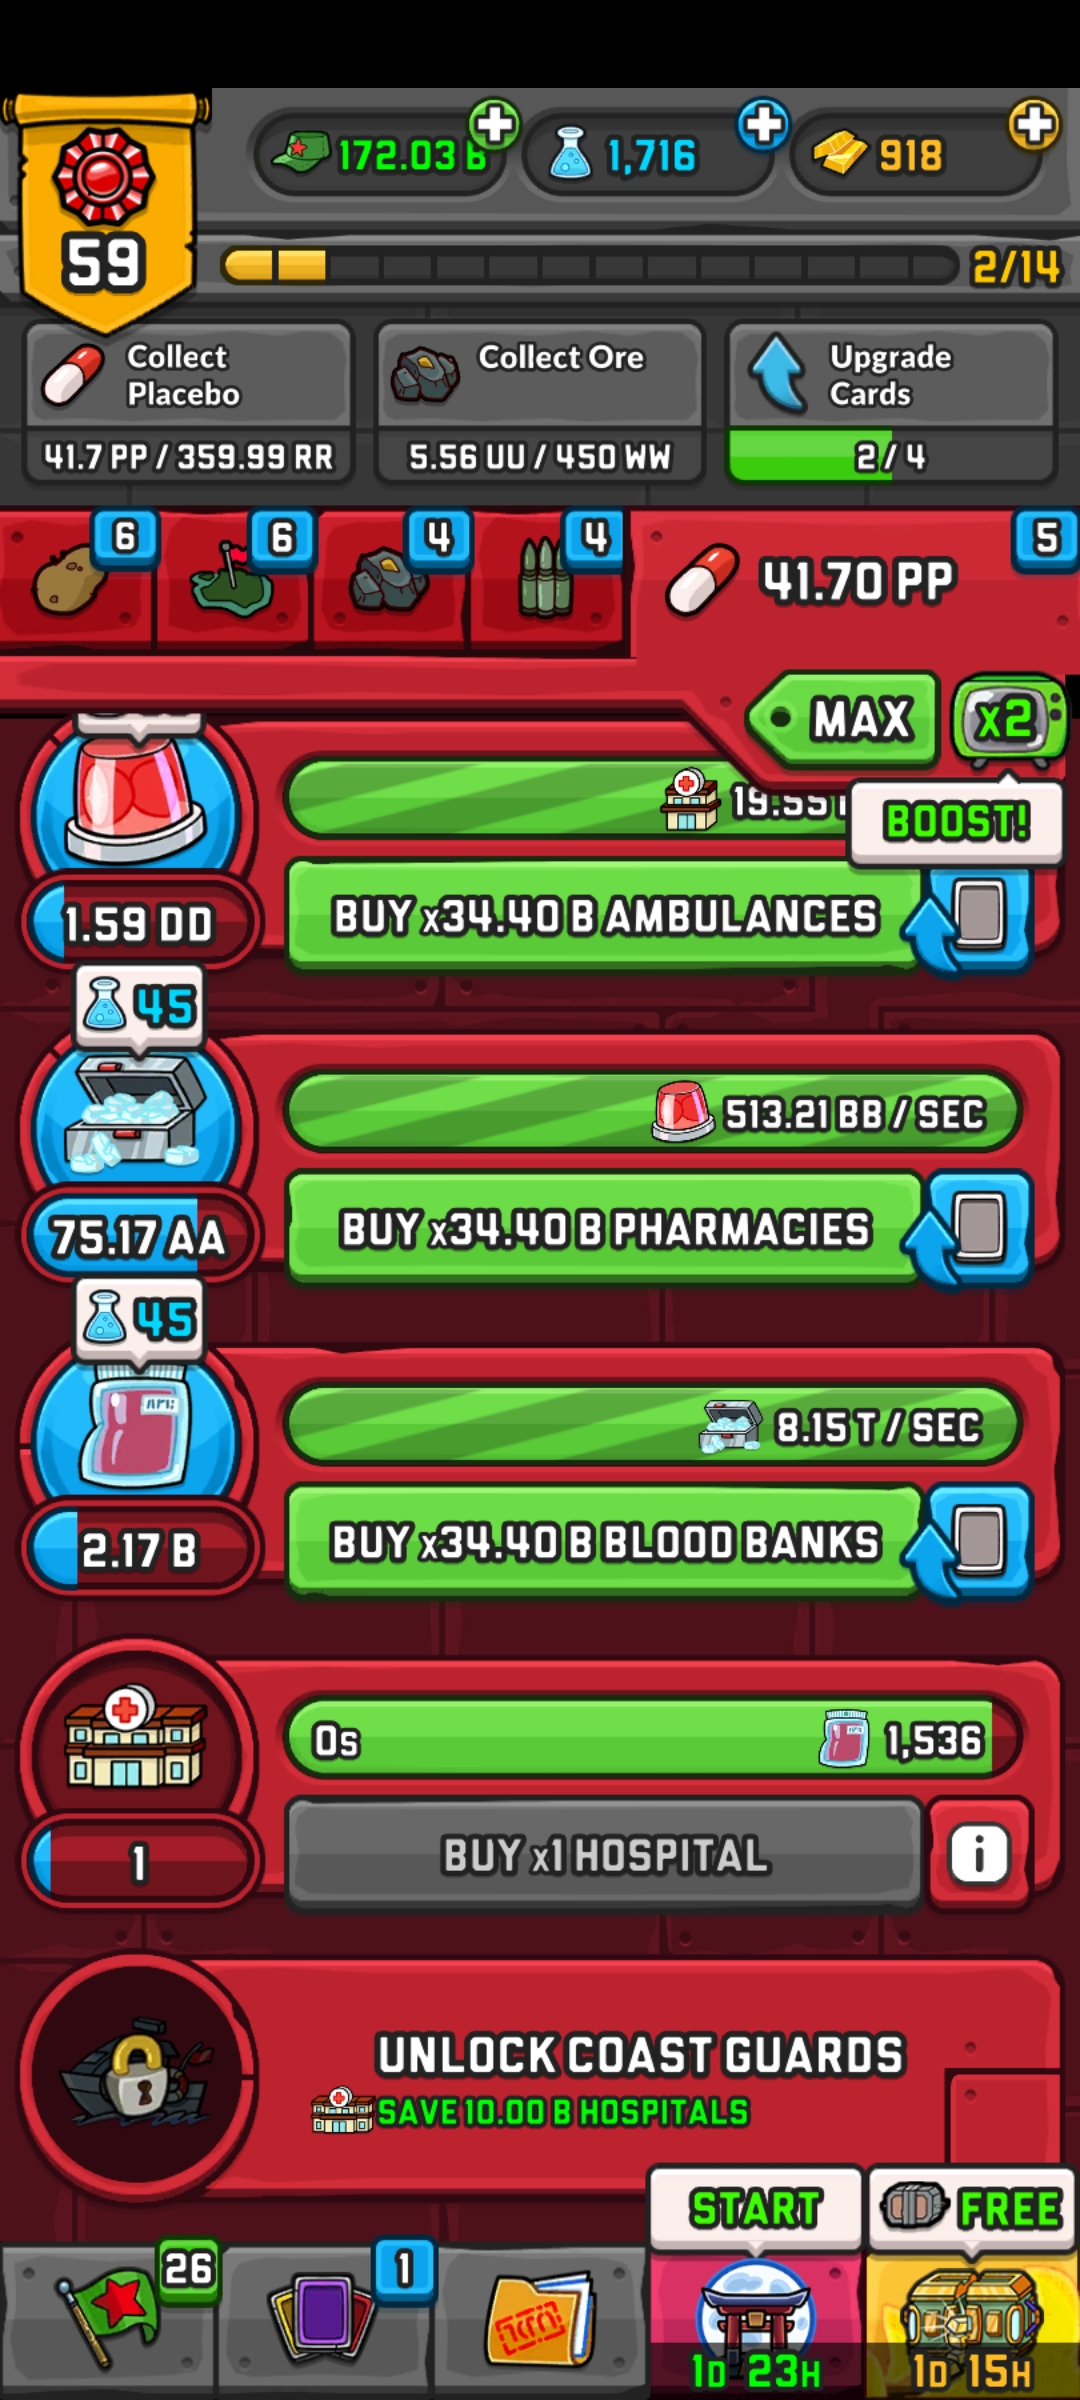 172.03 B
1,716
918
59
2/14
Collect
Placebo
41.7 PP / 359.99 RR
Collect Ore
5.56 UU / 450 WW
Upgrade
Cards
2 / 4
6
6
4
4
5
41.70 PP
MAX
x2
BOOST!
BUY x34.40 B AMBULANCES
1.59 DD
45
513.21 BB / SEC
BUY x34.40 B PHARMACIES
75.17 AA
45
8.15 T / SEC
BUY x34.40 B BLOOD BANKS
2.17 B
0s
1,536
BUY x1 HOSPITAL
1
i
UNLOCK COAST GUARDS
SAVE 10.00 B HOSPITALS
START
FREE
26
1
1D 23H
1D 15H